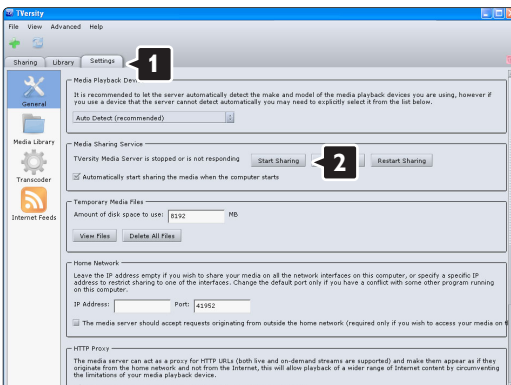 TVersity
File View Advanced Help
Sharing Library Settings
1
General
Media Library
Transcoder
Internet Feeds
Media Playback
It is recommended to let the server automatically detect the make and model of the media playback devices you are using, however if
you use a device that the server cannot detect automatically you may need to explicitly select it from the list below.
Auto Detect (recommended)
Media Sharing Service
TVersity Media Server is stopped or is not responding Start Sharing 2 Restart Sharing
Automatically start sharing the media when the computer starts
Temporary Media Files
Amount of disk space to use: 8192 MB
View Files Delete All Files
Home Network
Leave the IP address empty if you wish to share your media on all the network interfaces on this computer, or specify a specific IP
address to restrict sharing to one of the interfaces. Change the default port only if you have a conflict with some other program running
on this computer.
IP Address: Port: 41952
The media server should accept requests originating from outside the home network (required only if you wish to access your media on
HTTP Proxy
The media server can act as a proxy for HTTP URLs (both live and on-demand streams are supported) and make them appear as if they
originate from the home network and not from the Internet, this will allow playback of a wider range of Internet content by circumventing
the limitations of your media playback device.